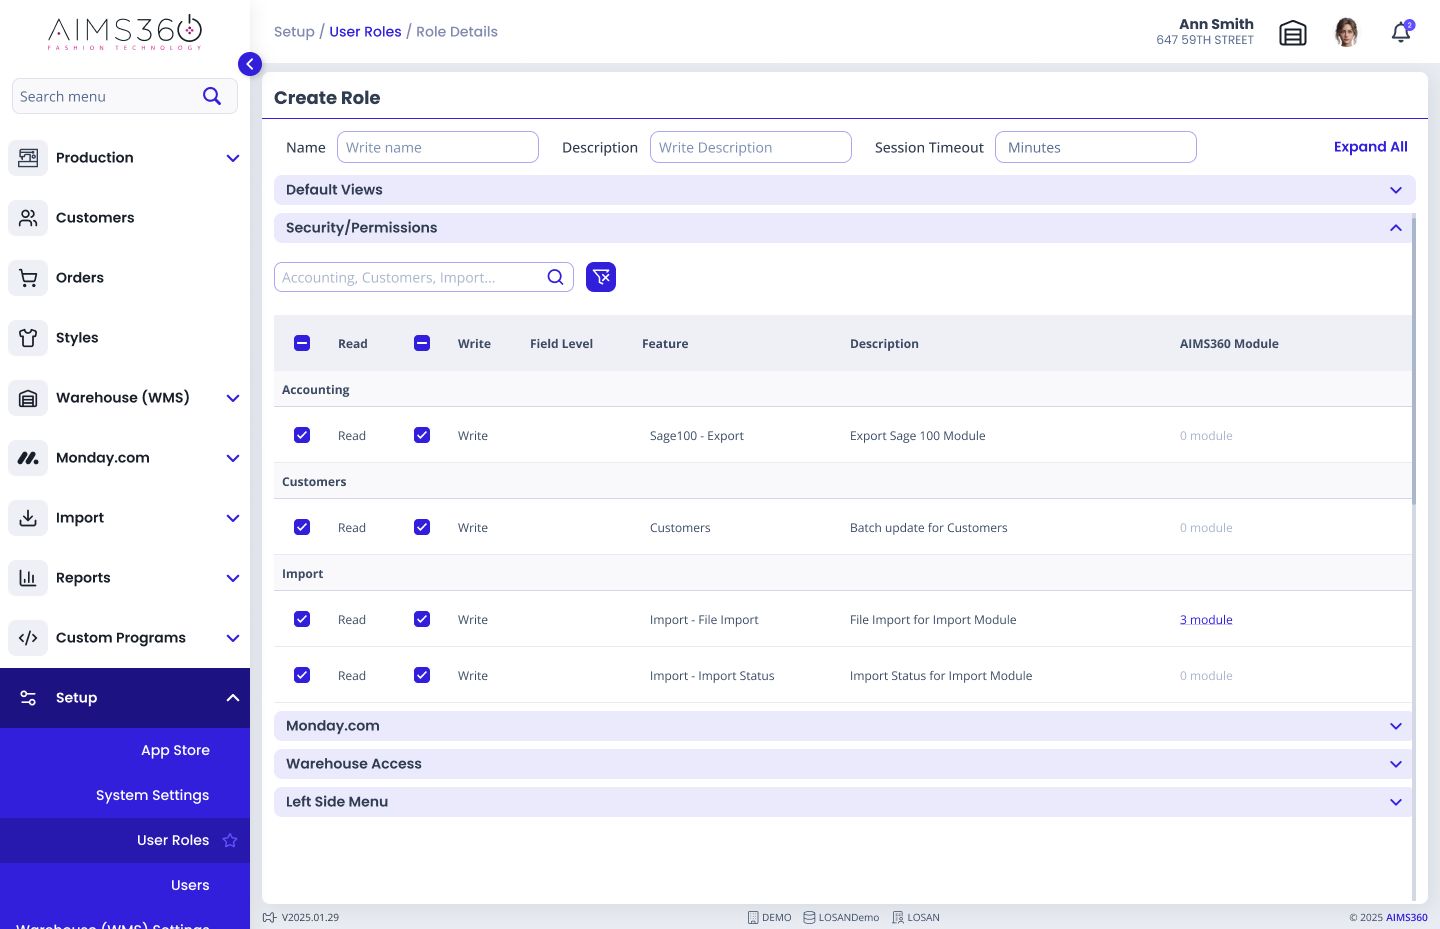 AIMS360
FASHION TECHNOLOGY
Search menu
Production
Customers
Orders
Styles
Warehouse (WMS)
Monday.com
Import
Reports
Custom Programs
Setup
App Store
System Settings
User Roles
Users
Warehouse (WMS) Settings
Setup / User Roles / Role Details
Ann Smith
647 59TH STREET
2
Create Role
Name Write name Description Write Description Session Timeout Minutes Expand All
Default Views
Security/Permissions
Accounting, Customers, Import...
Read Write Field Level Feature Description AIMS360 Module
Accounting
Read Write Sage100 - Export Export Sage 100 Module 0 module
Customers
Read Write Customers Batch update for Customers 0 module
Import
Read Write Import - File Import File Import for Import Module 3 module
Read Write Import - Import Status Import Status for Import Module 0 module
Monday.com
Warehouse Access
Left Side Menu
V2025.01.29 DEMO LOSANDemo LOSAN © 2025 AIMS360